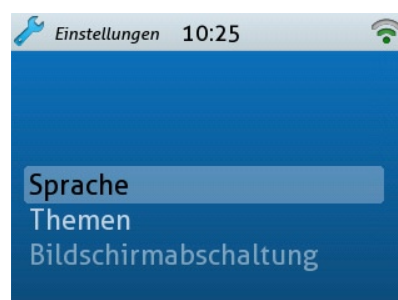 Einstellungen 10:25
Sprache
Themen
Bildschirmabschaltung